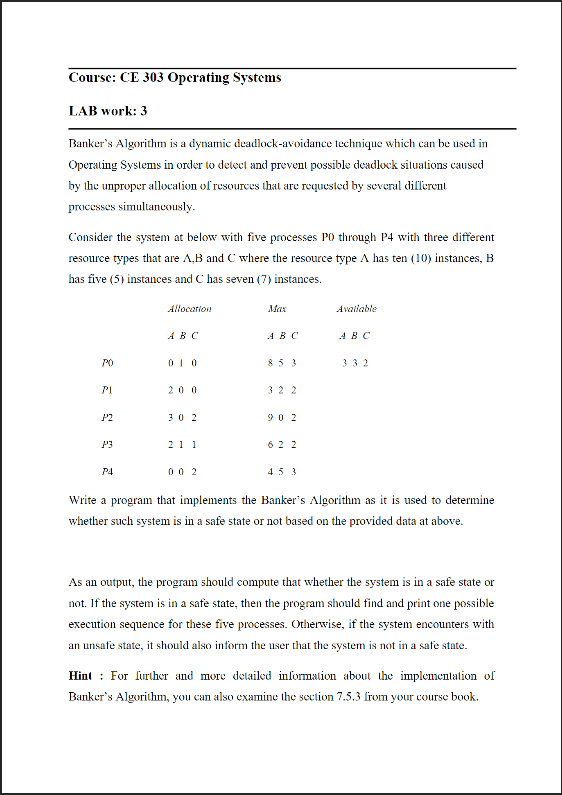 Course: CE 303 Operating Systems
LAB work: 3
Banker's Algorithm is a dynamic deadlock-avoidance technique which can be used in
Operating Systems in order to detect and prevent possible deadlock situations caused
by the unproper allocation of resources that are requested by several different
processes simultaneously.
Consider the system at below with five processes P0 through P4 with three different
resource types that are A,B and C where the resource type A has ten (10) instances, B
has five (5) instances and C has seven (7) instances.
Allocation Max Available
A B C A B C A B C
P0 0 1 0 8 5 3 3 3 2
P1 2 0 0 3 2 2
P2 3 0 2 9 0 2
P3 2 1 1 6 2 2
P4 0 0 2 4 5 3
Write a program that implements the Banker's Algorithm as it is used to determine
whether such system is in a safe state or not based on the provided data at above.
As an output, the program should compute that whether the system is in a safe state or
not. If the system is in a safe state, then the program should find and print one possible
execution sequence for these five processes. Otherwise, if the system encounters with
an unsafe state, it should also inform the user that the system is not in a safe state.
Hint : For further and more detailed information about the implementation of
Banker's Algorithm, you can also examine the section 7.5.3 from your course book.